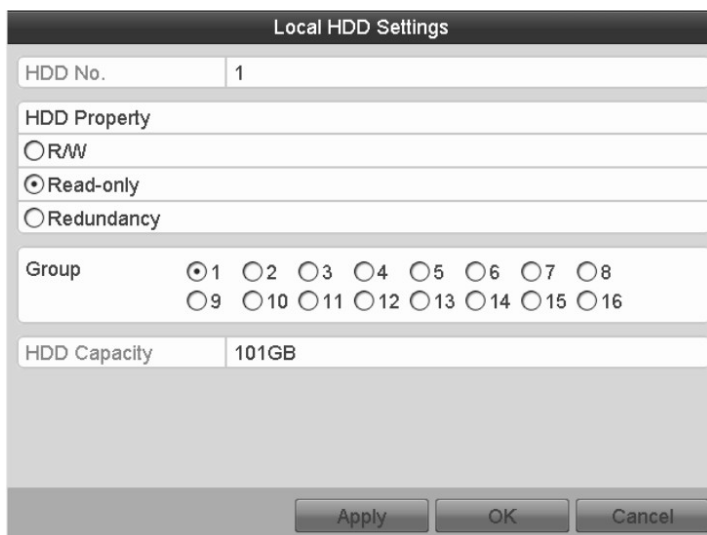 Local HDD Settings
HDD No. 1
HDD Property
R/W
Read-only
Redundancy
Group 1 2 3 4 5 6 7 8
9 10 11 12 13 14 15 16
HDD Capacity 101GB
Apply OK Cancel